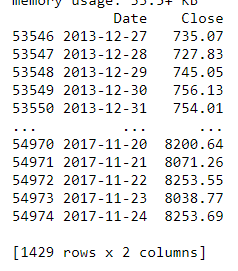 memory usage: 55.5+ KB
Date Close
53546 2013-12-27 735.07
53547 2013-12-28 727.83
53548 2013-12-29 745.05
53549 2013-12-30 756.13
53550 2013-12-31 754.01
... ... ...
54970 2017-11-20 8200.64
54971 2017-11-21 8071.26
54972 2017-11-22 8253.55
54973 2017-11-23 8038.77
54974 2017-11-24 8253.69
[1429 rows x 2 columns]